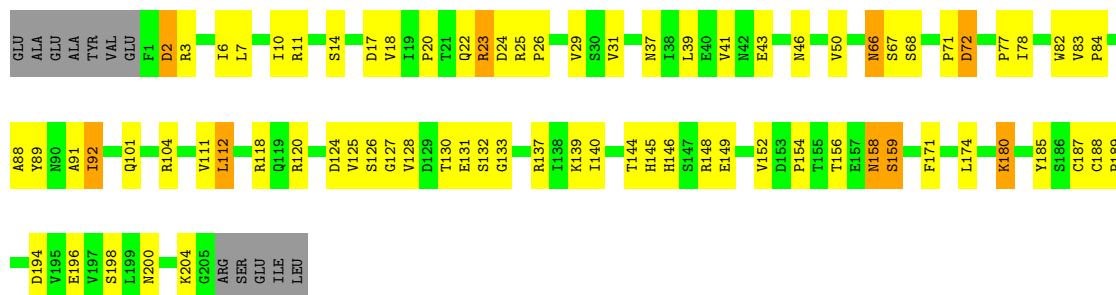 GLU ALA GLU ALA TYR VAL GLU F1 D2 R3 I6 L7 I10 R11 S14 D17 V18 I19 P20 T21 Q22 R23 D24 R25 P26 V29 S30 V31 N37 I38 L39 E40 V41 N42 E43 N46 V50 N66 S67 S68 P71 D72 P77 I78 W82 V83 P84
A88 Y89 N90 A91 I92 Q101 R104 V111 L112 R118 Q119 R120 D124 V125 S126 G127 V128 D129 T130 E131 S132 G133 R137 I138 K139 I140 T144 H145 H146 S147 R148 E149 V152 D153 P154 T155 T156 E157 N158 S159 F171 L174 K180 Y185 S186 C187 C188
D194 V195 E196 V197 S198 L199 N200 K204 G205 ARG SER GLU ILE LEU